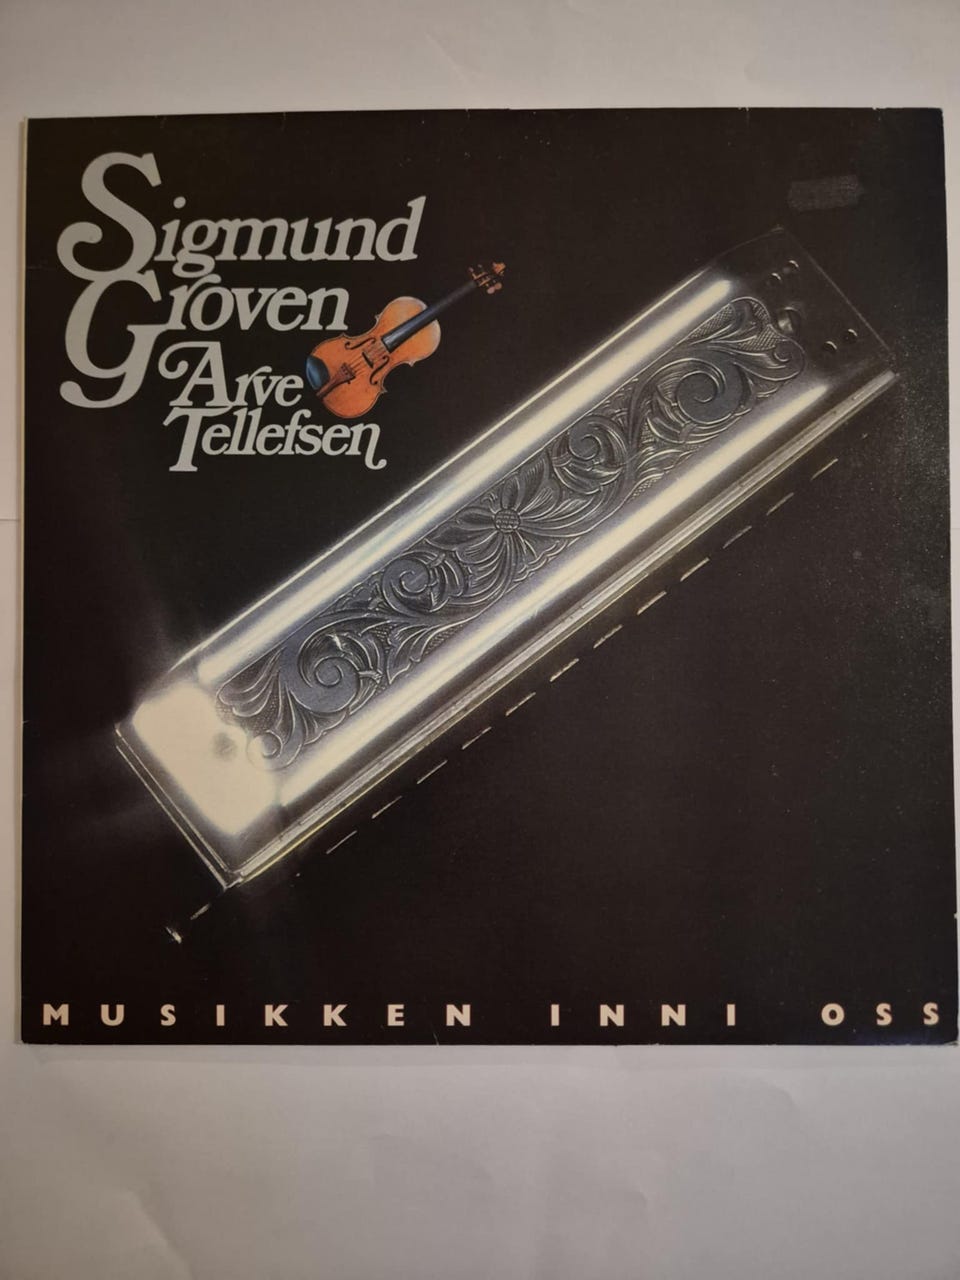 Sigmund
Groven
Arve
Tellefsen
MUSIKKEN INNI OSS